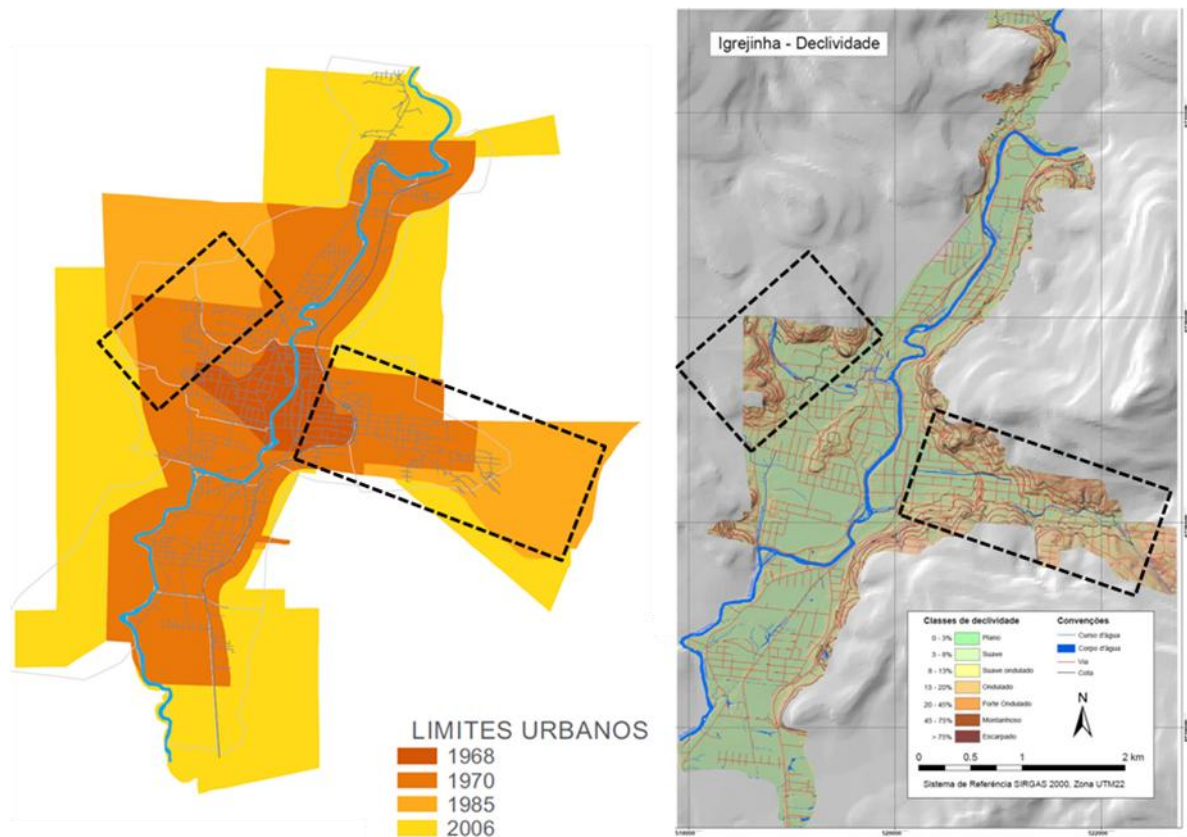 LIMITES URBANOS
1968
1970
1985
2006
Igrejinha - Declividade
Classes de declividade
0 - 3% Plano
3 - 8% Suave
8 - 13% Suave ondulado
13 - 20% Ondulado
20 - 45% Forte Ondulado
45 - 75% Montanhoso
> 75% Escarpado
Convenções
Curso d'água
Corpo d'água
Via
Cota
N
0 0.5 1 2 km
Sistema de Referência SIRGAS 2000, Zona UTM22